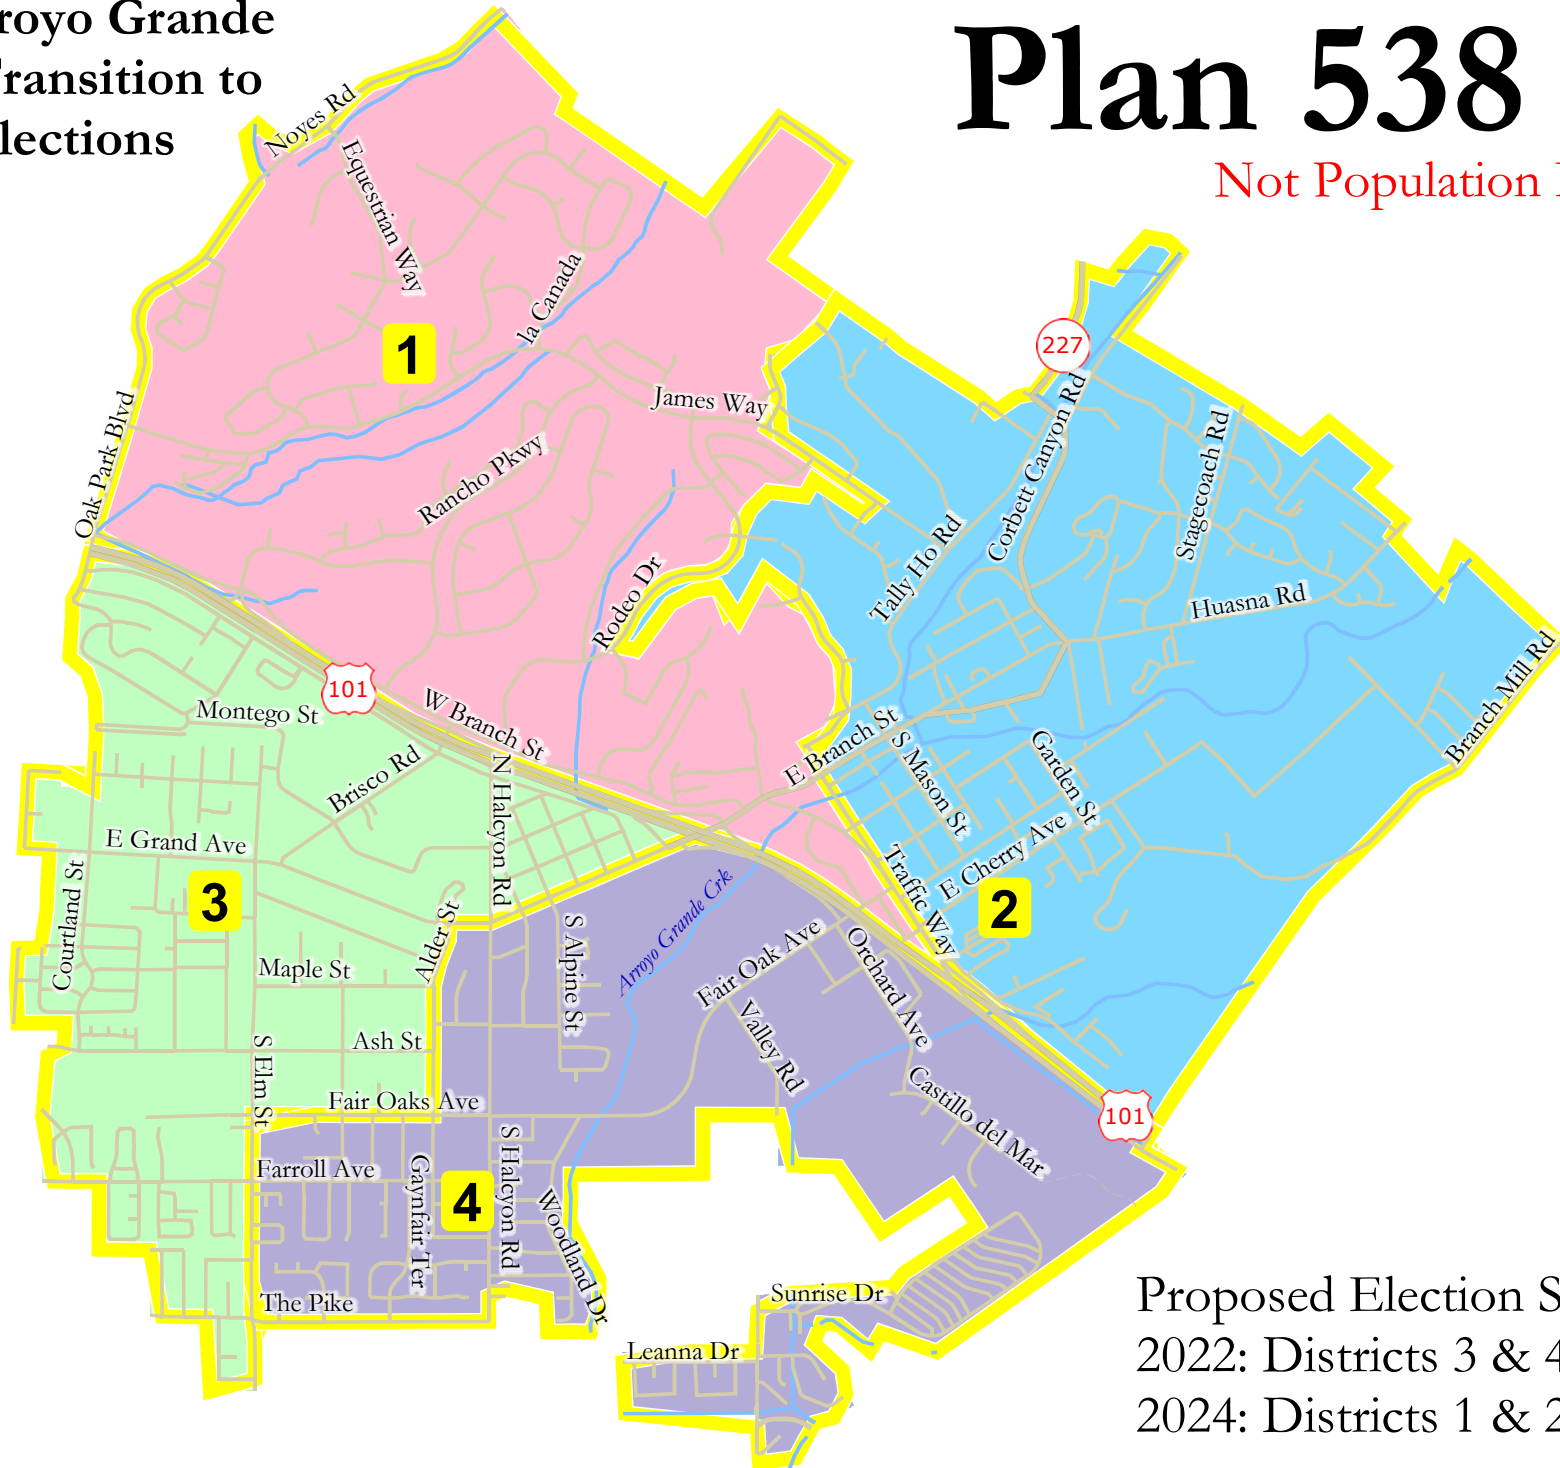 royo Grande
ransition to
lections
Plan 538
Not Population
Noyes Rd
Equestrian Way
la Canada
227
1
Oak Park Blvd
James Way
Corbett Canyon Rd
Stagecoach Rd
Rancho Pkwy
Tally Ho Rd
Rodeo Dr
Huasna Rd
Branch Mill Rd
101
Montego St
W Branch St
E Branch St
S Mason St
Garden St
Brisco Rd
N Halcyon Rd
E Grand Ave
E Cherry Ave
Traffic Way
3
2
Courtland St
Alder St
S Alpine St
Arroyo Grande Crk
Fair Oak Ave
Orchard Ave
Maple St
Valley Rd
Ash St
S Elm St
Fair Oaks Ave
Castillo del Mar
101
Farroll Ave
Gaynfair Ter
4
S Halcyon Rd
Woodland Dr
The Pike
Sunrise Dr
Leanna Dr
Proposed Election S
2022: Districts 3 & 4
2024: Districts 1 & 2